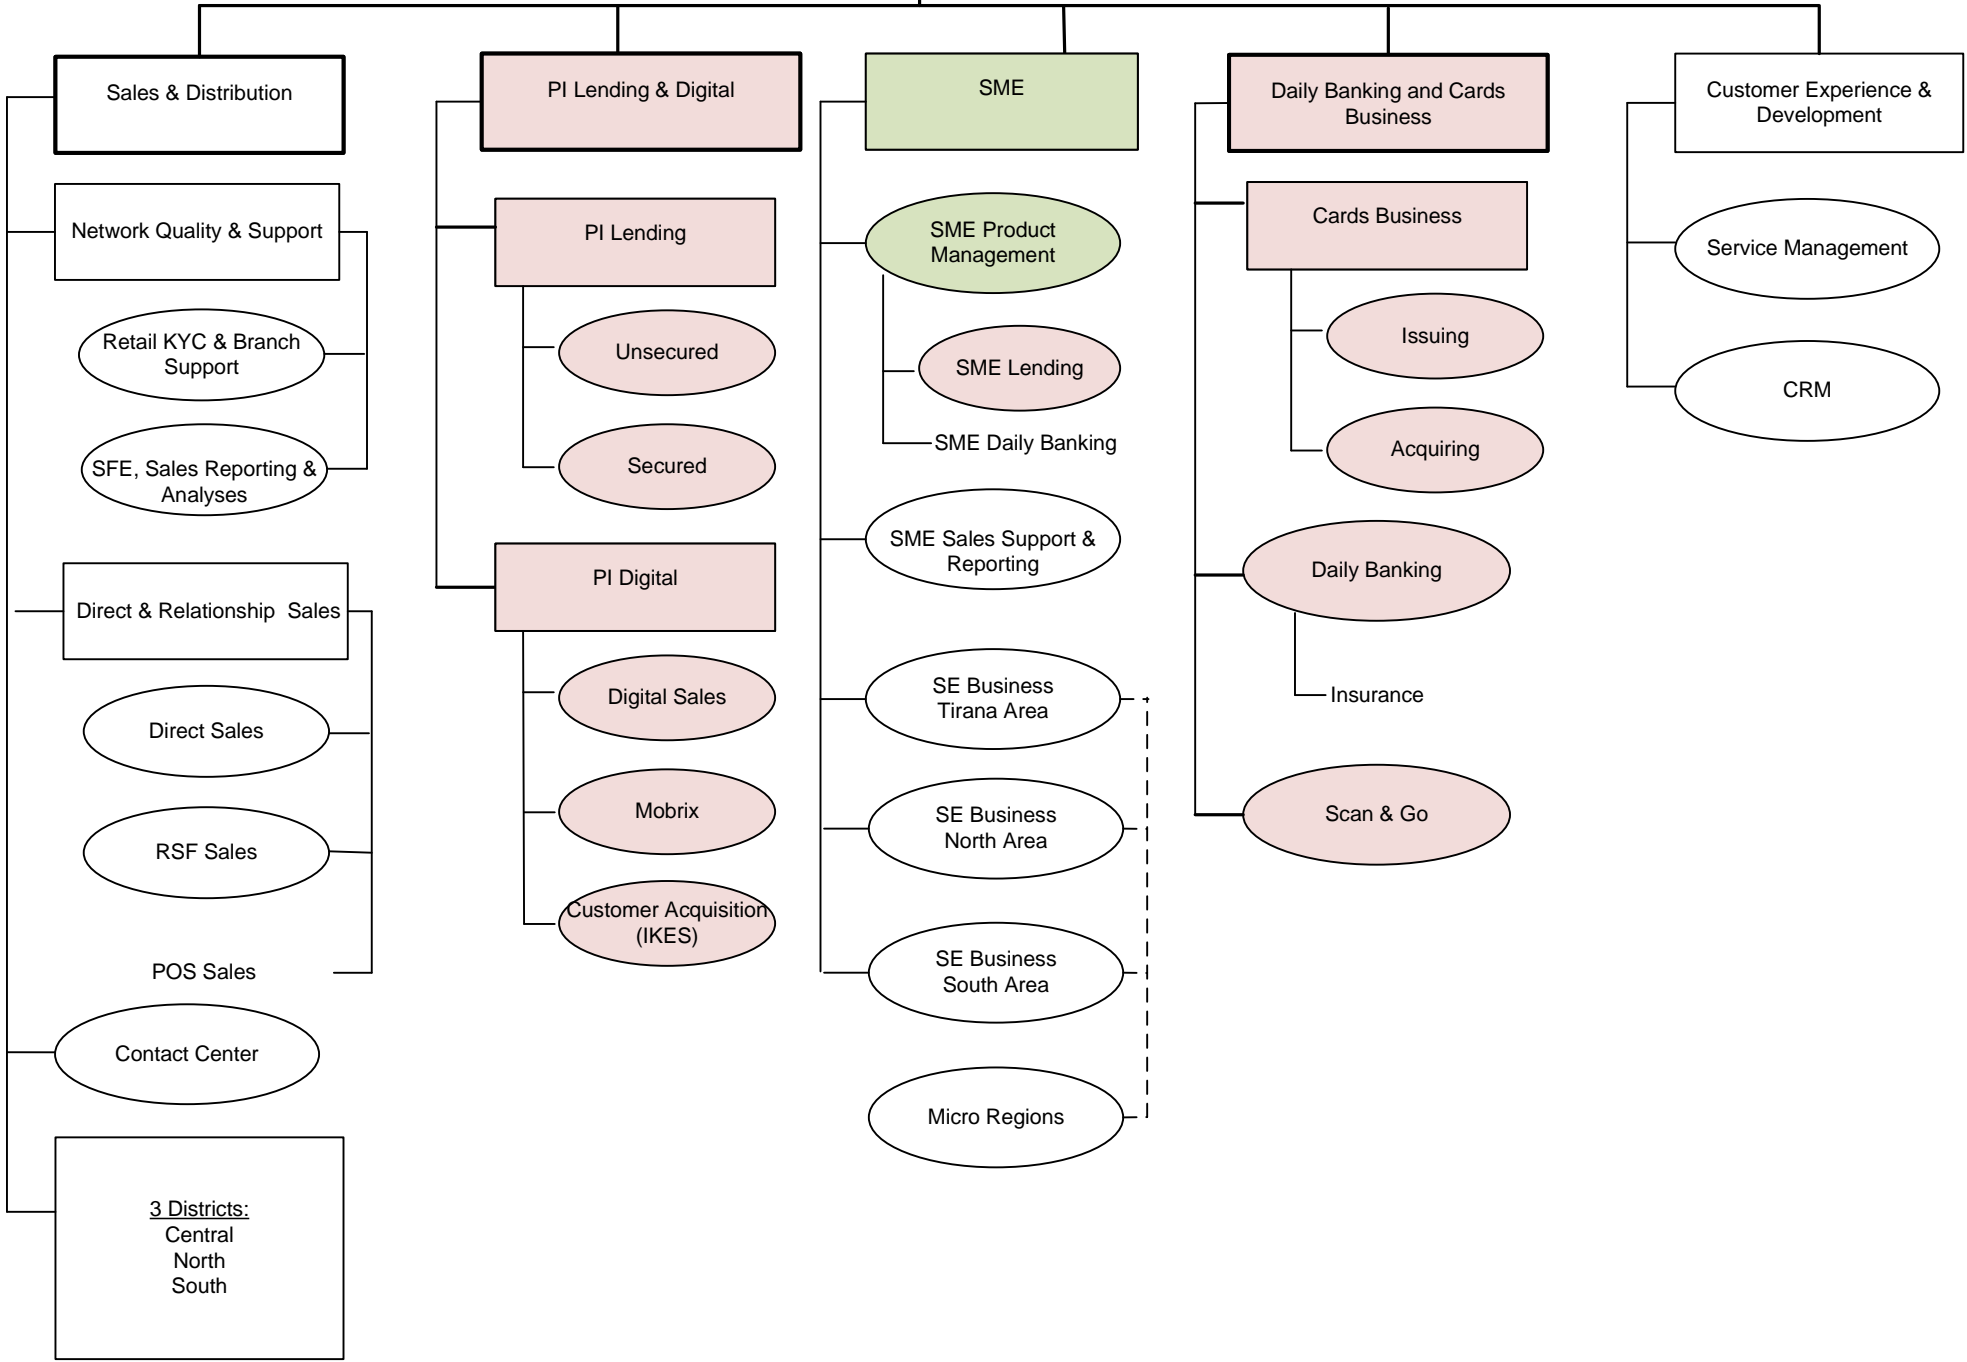 Sales & Distribution
Network Quality & Support
Retail KYC & Branch
Support
SFE, Sales Reporting &
Analyses
Direct & Relationship  Sales
Direct Sales
RSF Sales
POS Sales
Contact Center
3 Districts:
Central
North
South
PI Lending & Digital
PI Lending
Unsecured
Secured
PI Digital
Digital Sales
Mobrix
Customer Acquisition
(IKES)
SME
SME Product
Management
SME Lending
SME Daily Banking
SME Sales Support &
Reporting
SE Business
Tirana Area
SE Business
North Area
SE Business
South Area
Micro Regions
Daily Banking and Cards
Business
Cards Business
Issuing
Acquiring
Daily Banking
Insurance
Scan & Go
Customer Experience &
Development
Service Management
CRM